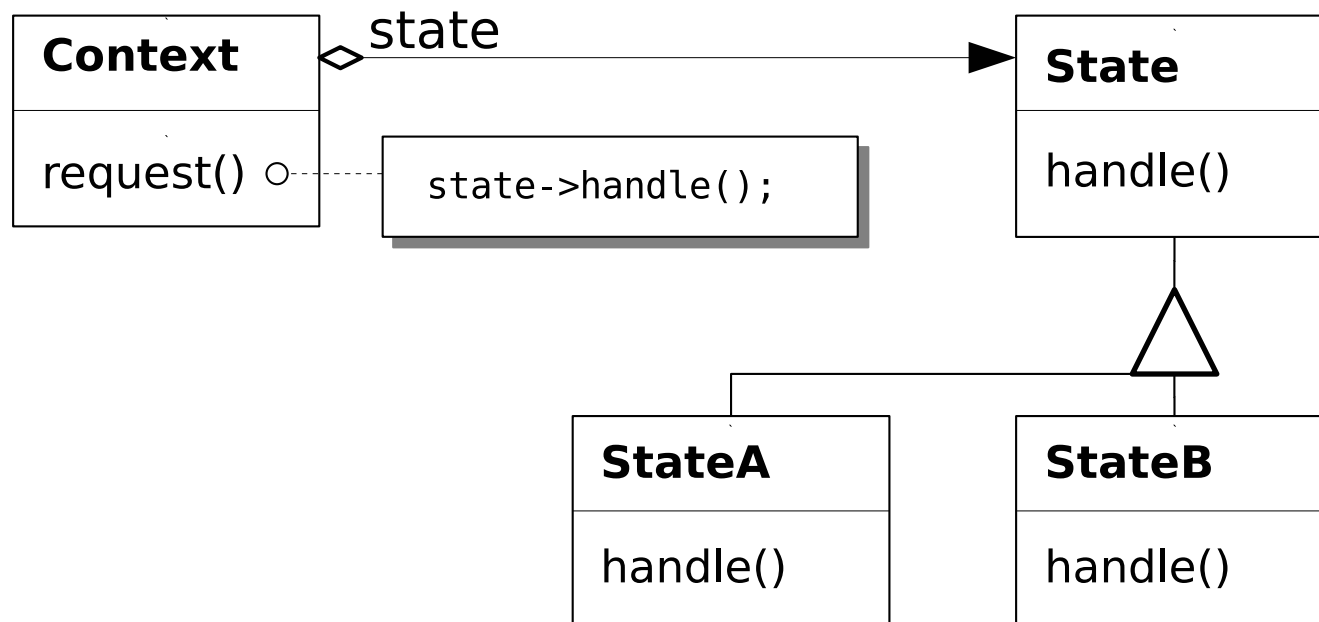 state
Context
State
request()
state->handle();
handle()
StateA
StateB
handle()
handle()